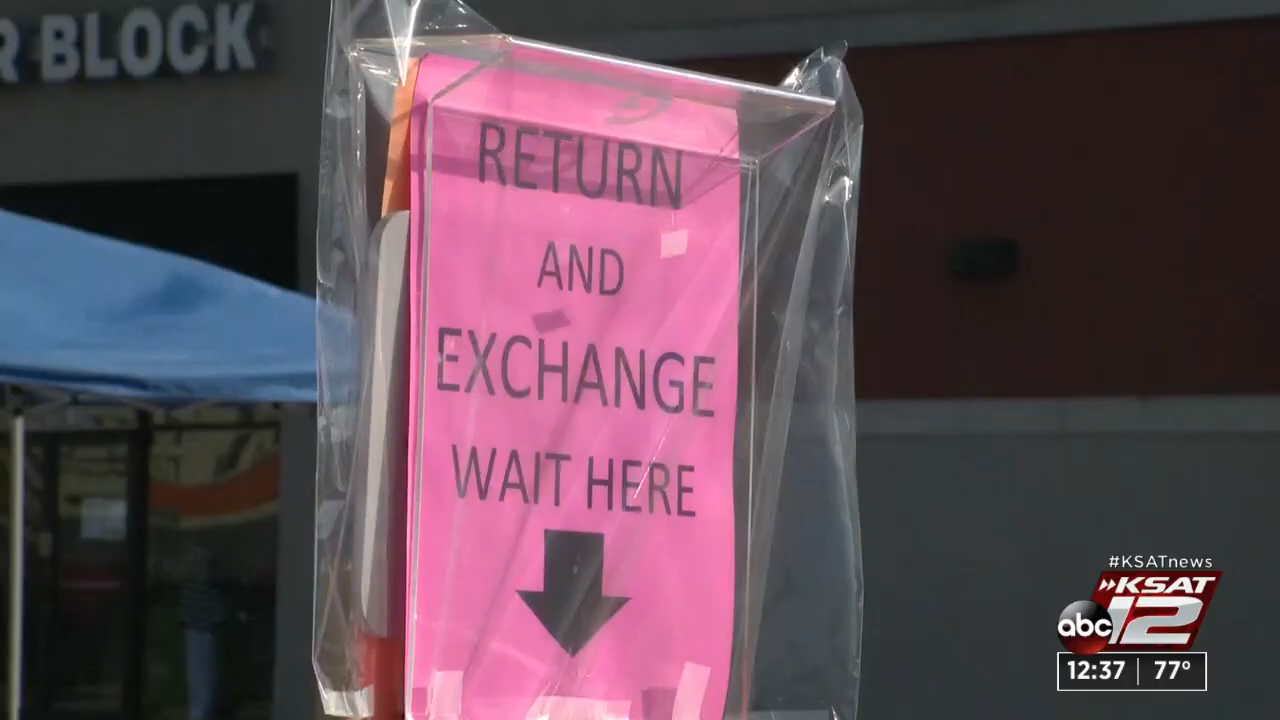 R BLOCK
RETURN
AND
EXCHANGE
WAIT HERE
#KSATnews
KSAT
abc 12
12:37 77°